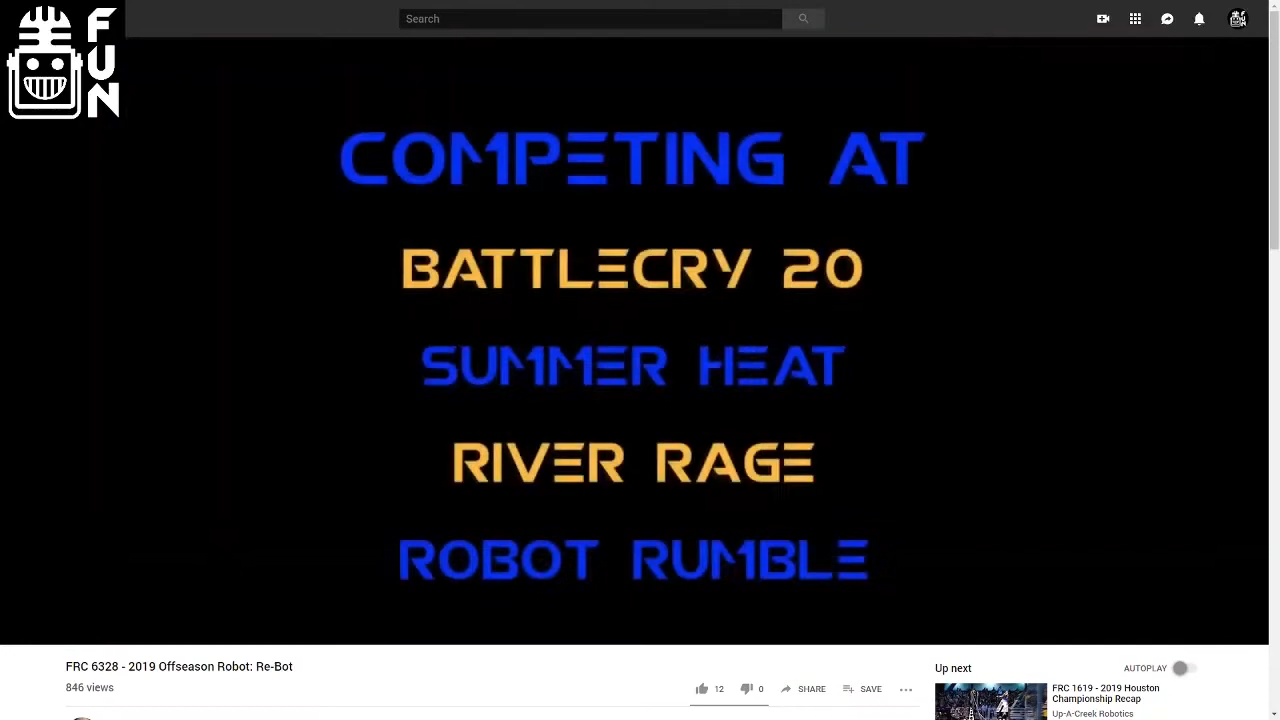 FUN
Search
COMPETING AT
BATTLECRY 20
SUMMER HEAT
RIVER RAGE
ROBOT RUMBLE
FRC 6328 - 2019 Offseason Robot: Re-Bot
846 views
12
0
SHARE
SAVE
Up next
AUTOPLAY
FRC 1619 - 2019 Houston
Championship Recap
Up-A-Creek Robotics